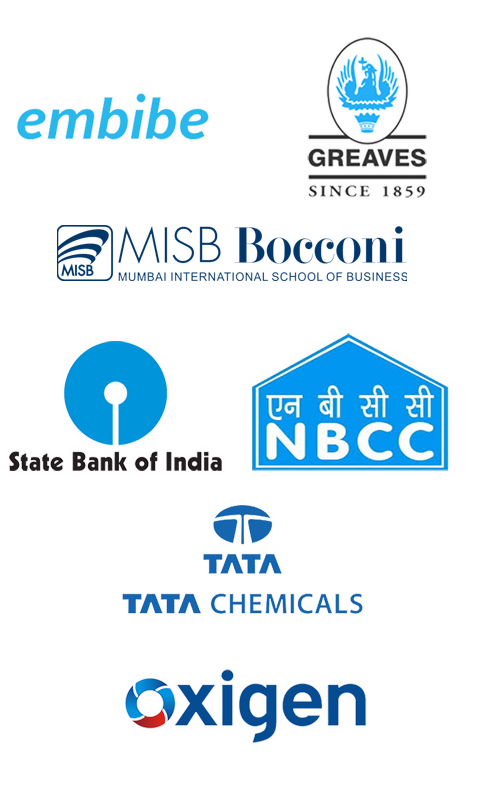 embibe
GREAVES
SINCE 1859
MISB
MISB Bocconi
MUMBAI INTERNATIONAL SCHOOL OF BUSINESS
State Bank of India
एन बी सी सी
NBCC
TATA
TATA CHEMICALS
Oxigen